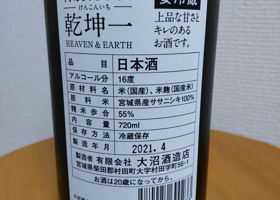 要冷蔵
けんこんいち
乾坤一
HEAVEN & EARTH
上品な甘さと
キレのある
お酒です。
品目 日本酒
アルコール分 16度
原材料名 米(国産)、米麹(国産米)
原料米 宮城県産ササニシキ100%
精米歩合 55%
内容量 720ml
保存方法 冷蔵保存
製造年月 2021.4
製造者 有限会社 大沼酒造店
宮城県柴田郡村田町大字村田字町56-1
お酒は20歳になってから。